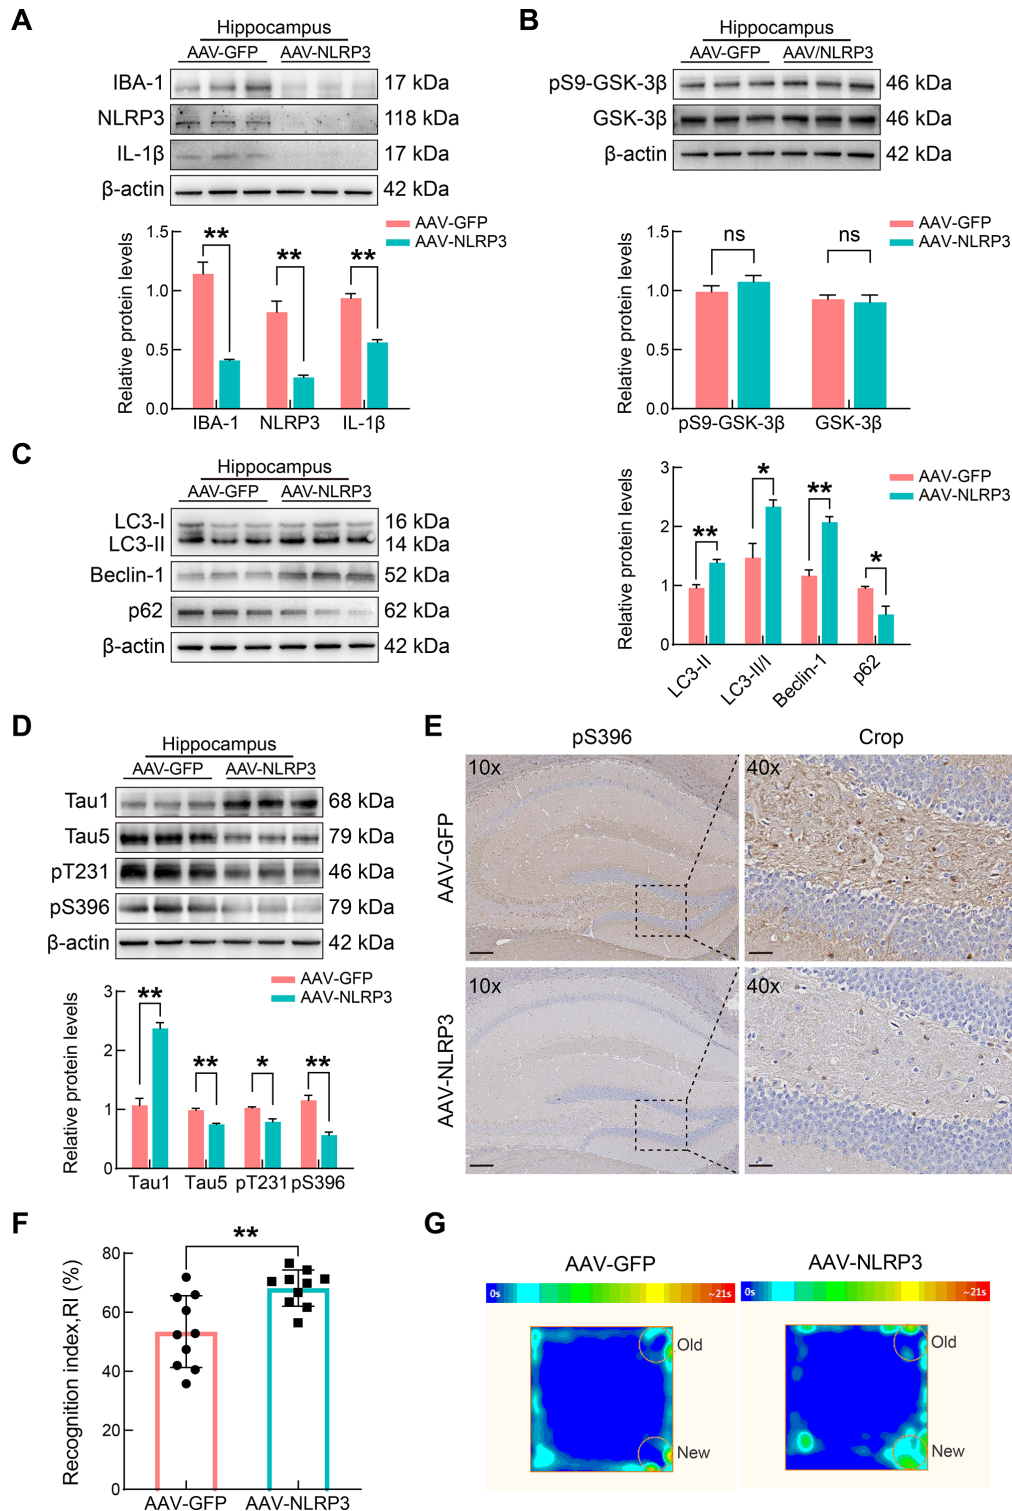 A
Hippocampus
AAV-GFP AAV-NLRP3
IBA-1 17 kDa
NLRP3 118 kDa
IL-1β 17 kDa
β-actin 42 kDa
AAV-GFP
AAV-NLRP3
Relative protein levels
1.5
1.0
0.5
0.0
** ** **
IBA-1 NLRP3 IL-1β
B
Hippocampus
AAV-GFP AAV/NLRP3
pS9-GSK-3β 46 kDa
GSK-3β 46 kDa
β-actin 42 kDa
AAV-GFP
AAV-NLRP3
Relative protein levels
1.5
1.0
0.5
0.0
ns ns
pS9-GSK-3β GSK-3β
C
Hippocampus
AAV-GFP AAV-NLRP3
LC3-I 16 kDa
LC3-II 14 kDa
Beclin-1 52 kDa
p62 62 kDa
β-actin 42 kDa
AAV-GFP
AAV-NLRP3
Relative protein levels
3
2
1
0
** * ** *
LC3-II LC3-II/I Beclin-1 p62
D
Hippocampus
AAV-GFP AAV-NLRP3
Tau1 68 kDa
Tau5 79 kDa
pT231 46 kDa
pS396 79 kDa
β-actin 42 kDa
AAV-GFP
AAV-NLRP3
Relative protein levels
3
2
1
0
** ** * **
Tau1 Tau5 pT231 pS396
E
pS396 Crop
AAV-GFP
10x 40x
AAV-NLRP3
10x 40x
F
Recognition index,RI (%)
80
60
40
20
0
**
AAV-GFP AAV-NLRP3
G
AAV-GFP AAV-NLRP3
0s ~21s 0s ~21s
Old Old
New New